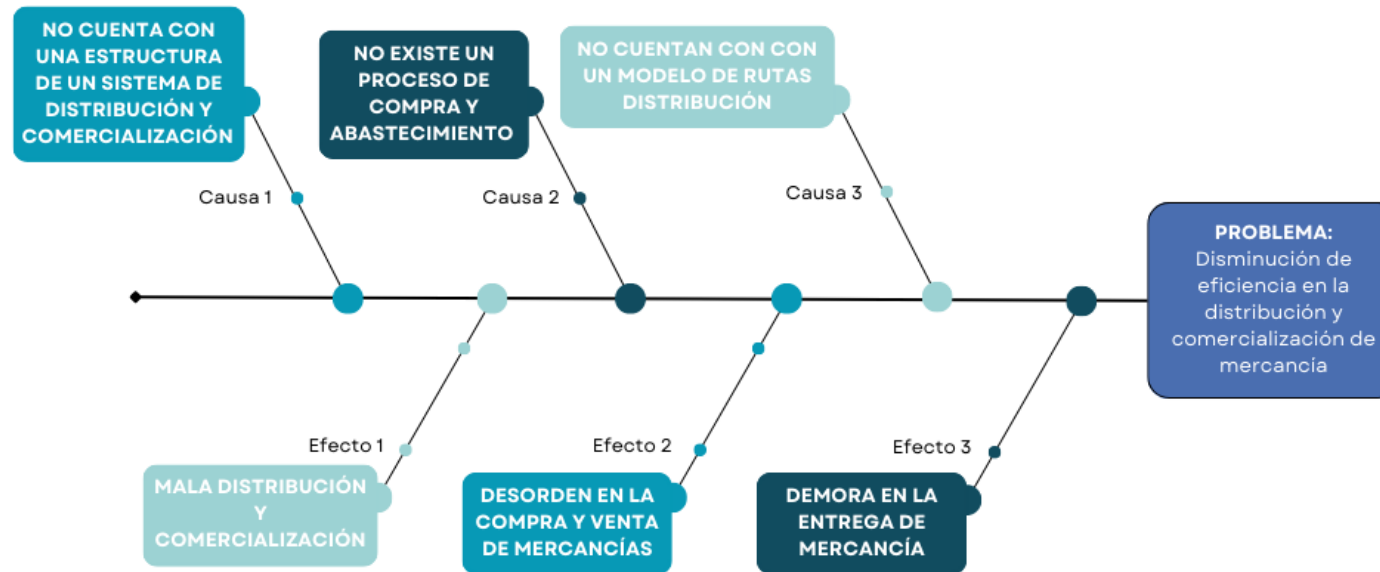 NO CUENTA CON
UNA ESTRUCTURA
DE UN SISTEMA DE
DISTRIBUCIÓN Y
COMERCIALIZACIÓN
NO EXISTE UN
PROCESO DE
COMPRA Y
ABASTECIMIENTO
NO CUENTAN CON CON
UN MODELO DE RUTAS
DISTRIBUCIÓN
Causa 1
Causa 2
Causa 3
PROBLEMA:
Disminución de
eficiencia en la
distribución y
comercialización de
mercancía
Efecto 1
Efecto 2
Efecto 3
MALA DISTRIBUCIÓN
Y
COMERCIALIZACIÓN
DESORDEN EN LA
COMPRA Y VENTA
DE MERCANCÍAS
DEMORA EN LA
ENTREGA DE
MERCANCÍA